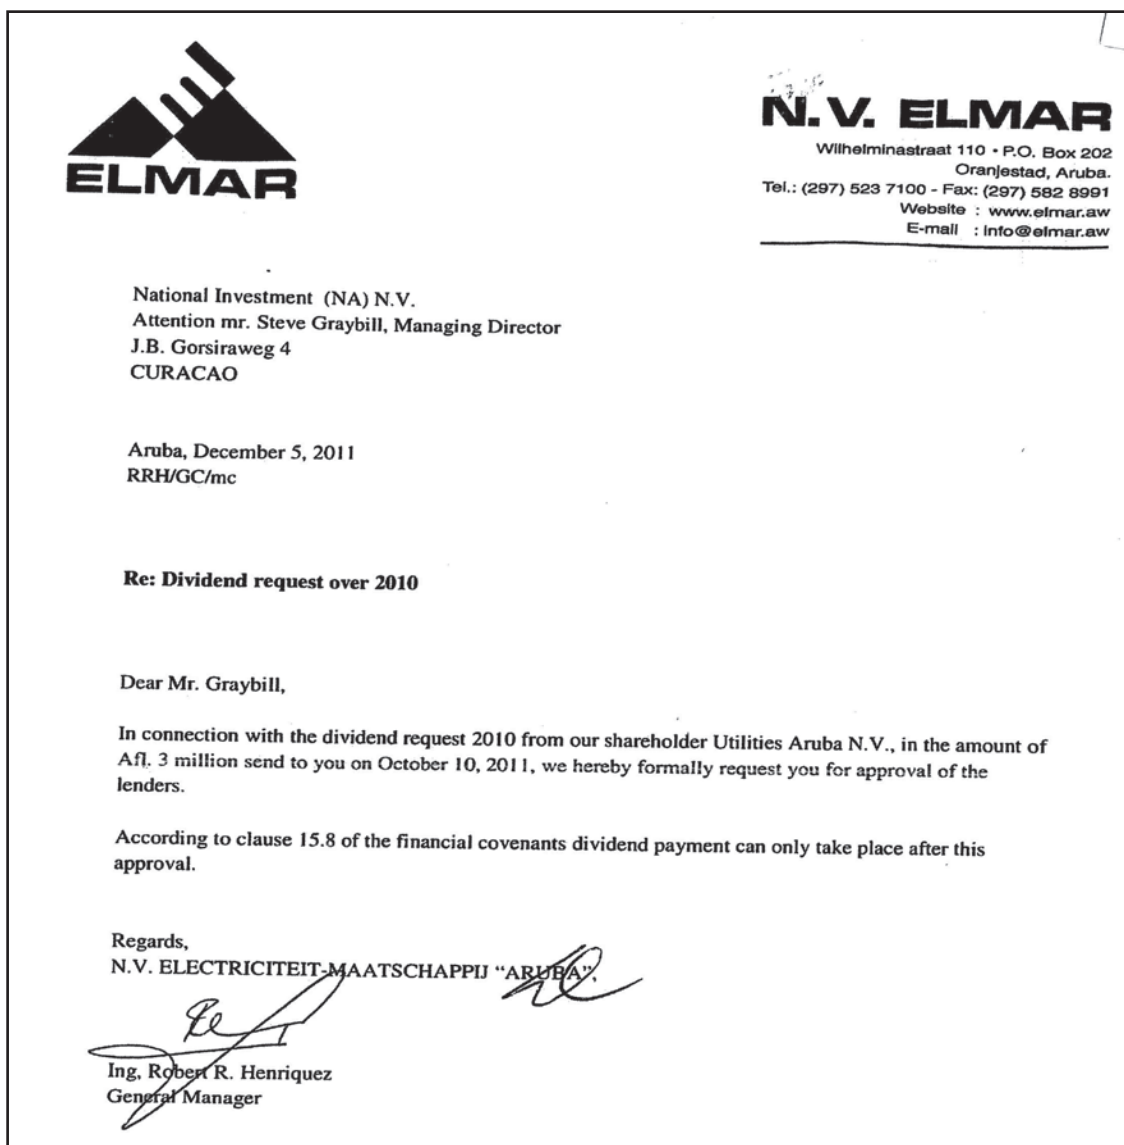 ELMAR
N.V. ELMAR
Wilhelminastraat 110 • P.O. Box 202
Oranjestad, Aruba.
Tel.: (297) 523 7100 - Fax: (297) 582 8991
Website : www.elmar.aw
E-mail : info@elmar.aw
National Investment (NA) N.V.
Attention mr. Steve Graybill, Managing Director
J.B. Gorsiraweg 4
CURACAO
Aruba, December 5, 2011
RRH/GC/mc
Re: Dividend request over 2010
Dear Mr. Graybill,
In connection with the dividend request 2010 from our shareholder Utilities Aruba N.V., in the amount of
Afl. 3 million send to you on October 10, 2011, we hereby formally request you for approval of the
lenders.
According to clause 15.8 of the financial covenants dividend payment can only take place after this
approval.
Regards,
N.V. ELECTRICITEIT-MAATSCHAPPIJ “ARUBA”,
Ing, Robert R. Henriquez
General Manager